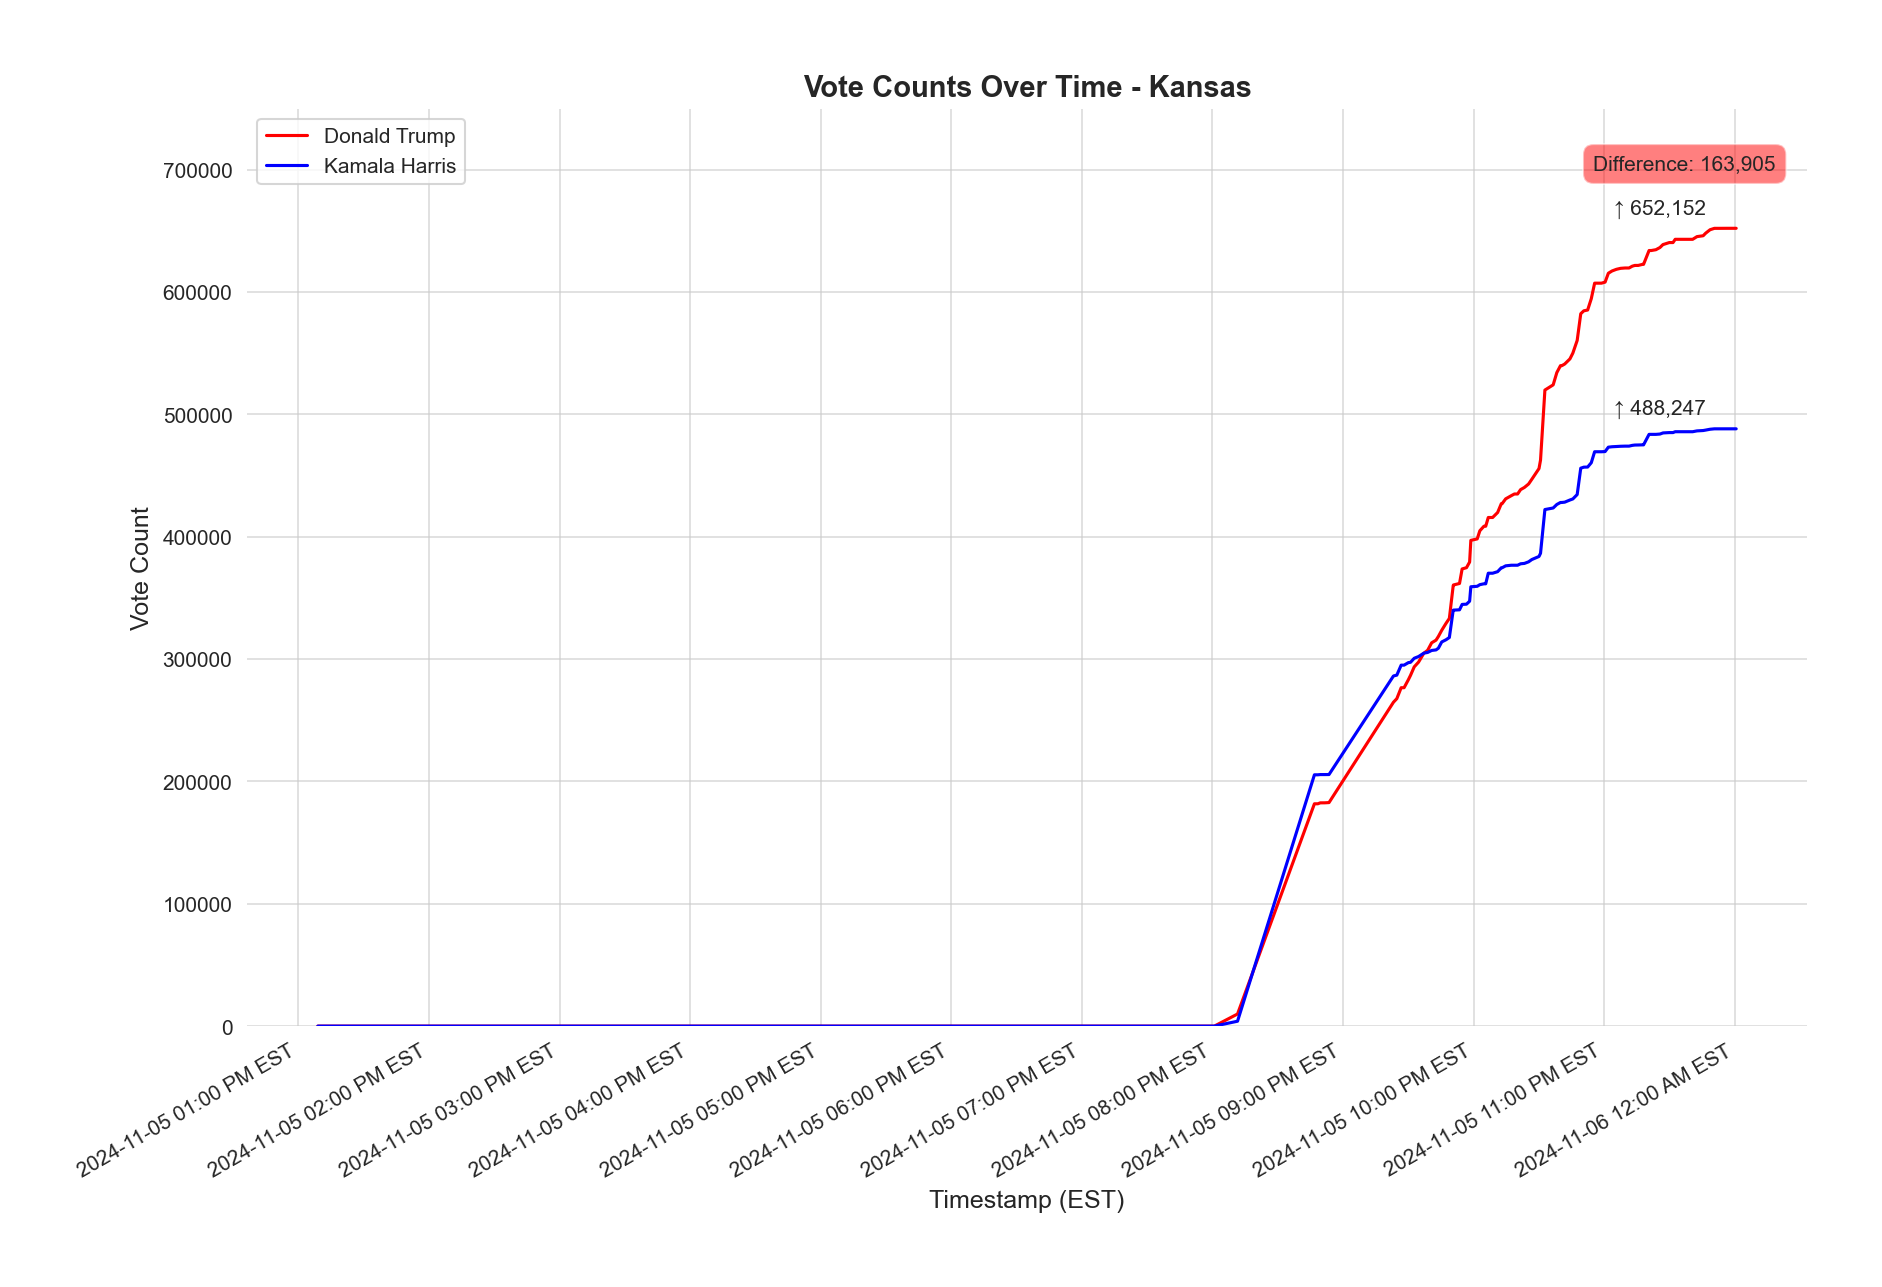 Vote Counts Over Time - Kansas
Donald Trump
Kamala Harris
Difference: 163,905
↑ 652,152
↑ 488,247
Vote Count
700000
600000
500000
400000
300000
200000
100000
0
2024-11-05 01:00 PM EST
2024-11-05 02:00 PM EST
2024-11-05 03:00 PM EST
2024-11-05 04:00 PM EST
2024-11-05 05:00 PM EST
2024-11-05 06:00 PM EST
2024-11-05 07:00 PM EST
2024-11-05 08:00 PM EST
2024-11-05 09:00 PM EST
2024-11-05 10:00 PM EST
2024-11-05 11:00 PM EST
2024-11-06 12:00 AM EST
Timestamp (EST)